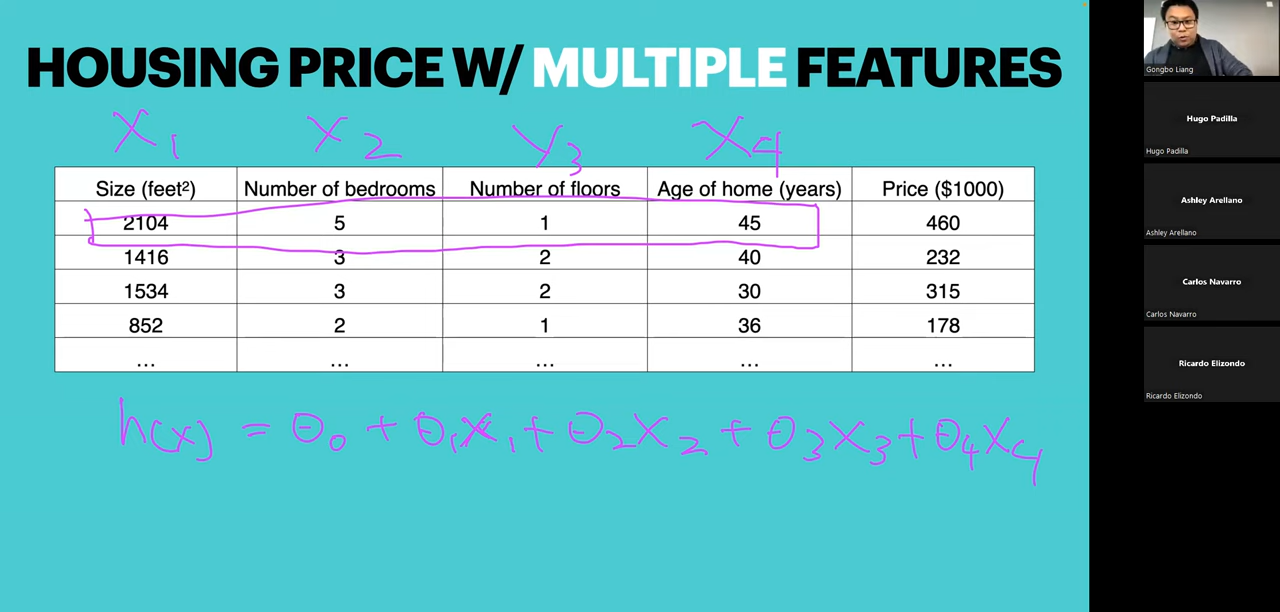 HOUSING PRICE W/ MULTIPLE FEATURES
X1 X2 X3 X4
Size (feet²) Number of bedrooms Number of floors Age of home (years) Price ($1000)
2104 5 1 45 460
1416 3 2 40 232
1534 3 2 30 315
852 2 1 36 178
... ... ... ... ...
h(x) = θ0 + θ1X1 + θ2X2 + θ3X3 + θ4X4
Gongbo Liang
Hugo Padilla
Hugo Padilla
Ashley Arellano
Ashley Arellano
Carlos Navarro
Carlos Navarro
Ricardo Elizondo
Ricardo Elizondo